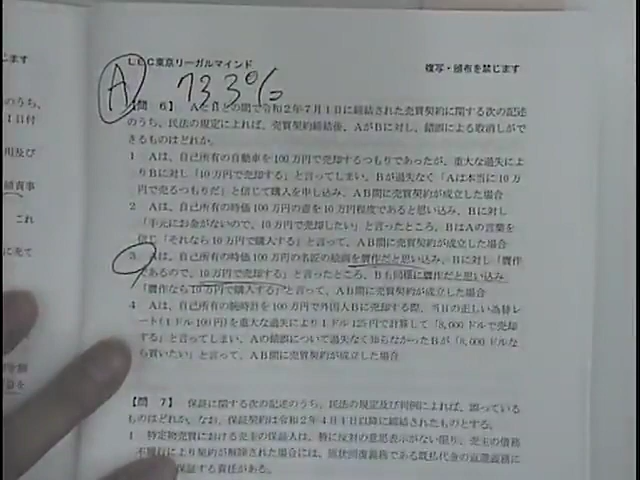 LEC東京リーガルマインド
複写・頒布を禁じます
A 73.3%
【問 6】 AとBとの間で令和2年7月1日に締結された売買契約に関する次の記述
のうち、民法の規定によれば、売買契約締結後、AがBに対し、錯誤による取消しがで
きるものはどれか。
1 Aは、自己所有の自動車を100万円で売却するつもりであったが、重大な過失によ
りBに対し「10万円で売却する」と言ってしまい、Bが過失なく「Aは本当に10万
円で売るつもりだ」と信じて購入を申し込み、AB間に売買契約が成立した場合
2 Aは、自己所有の時価100万円の壺を10万円程度であると思い込み、Bに対し
「手元にお金がないので、10万円で売却したい」と言ったところ、BはAの言葉を
信じ「それなら10万円で購入する」と言って、AB間に売買契約が成立した場合
3 Aは、自己所有の時価100万円の名匠の絵画を贋作だと思い込み、Bに対し「贋作
であるので、10万円で売却する」と言ったところ、Bも同様に贋作だと思い込み
「贋作なら10万円で購入する」と言って、AB間に売買契約が成立した場合
4 Aは、自己所有の腕時計を100万円で外国人Bに売却する際、当日の正しい為替レ
ート(1ドル100円)を重大な過失により1ドル125円で計算して「8,000ドルで売却
する」と言ってしまい、Aの錯誤について過失なく知らなかったBが「8,000ドルな
ら買いたい」と言って、AB間に売買契約が成立した場合
【問 7】 保証に関する次の記述のうち、民法の規定及び判例によれば、誤っている
ものはどれか。なお、保証契約は令和2年4月1日以降に締結されたものとする。
1 特定物売買における売主の保証人は、特に反対の意思表示がない限り、売主の債務
不履行により契約が解除された場合には、原状回復義務である既払代金の返還義務に
保証する責任がある。